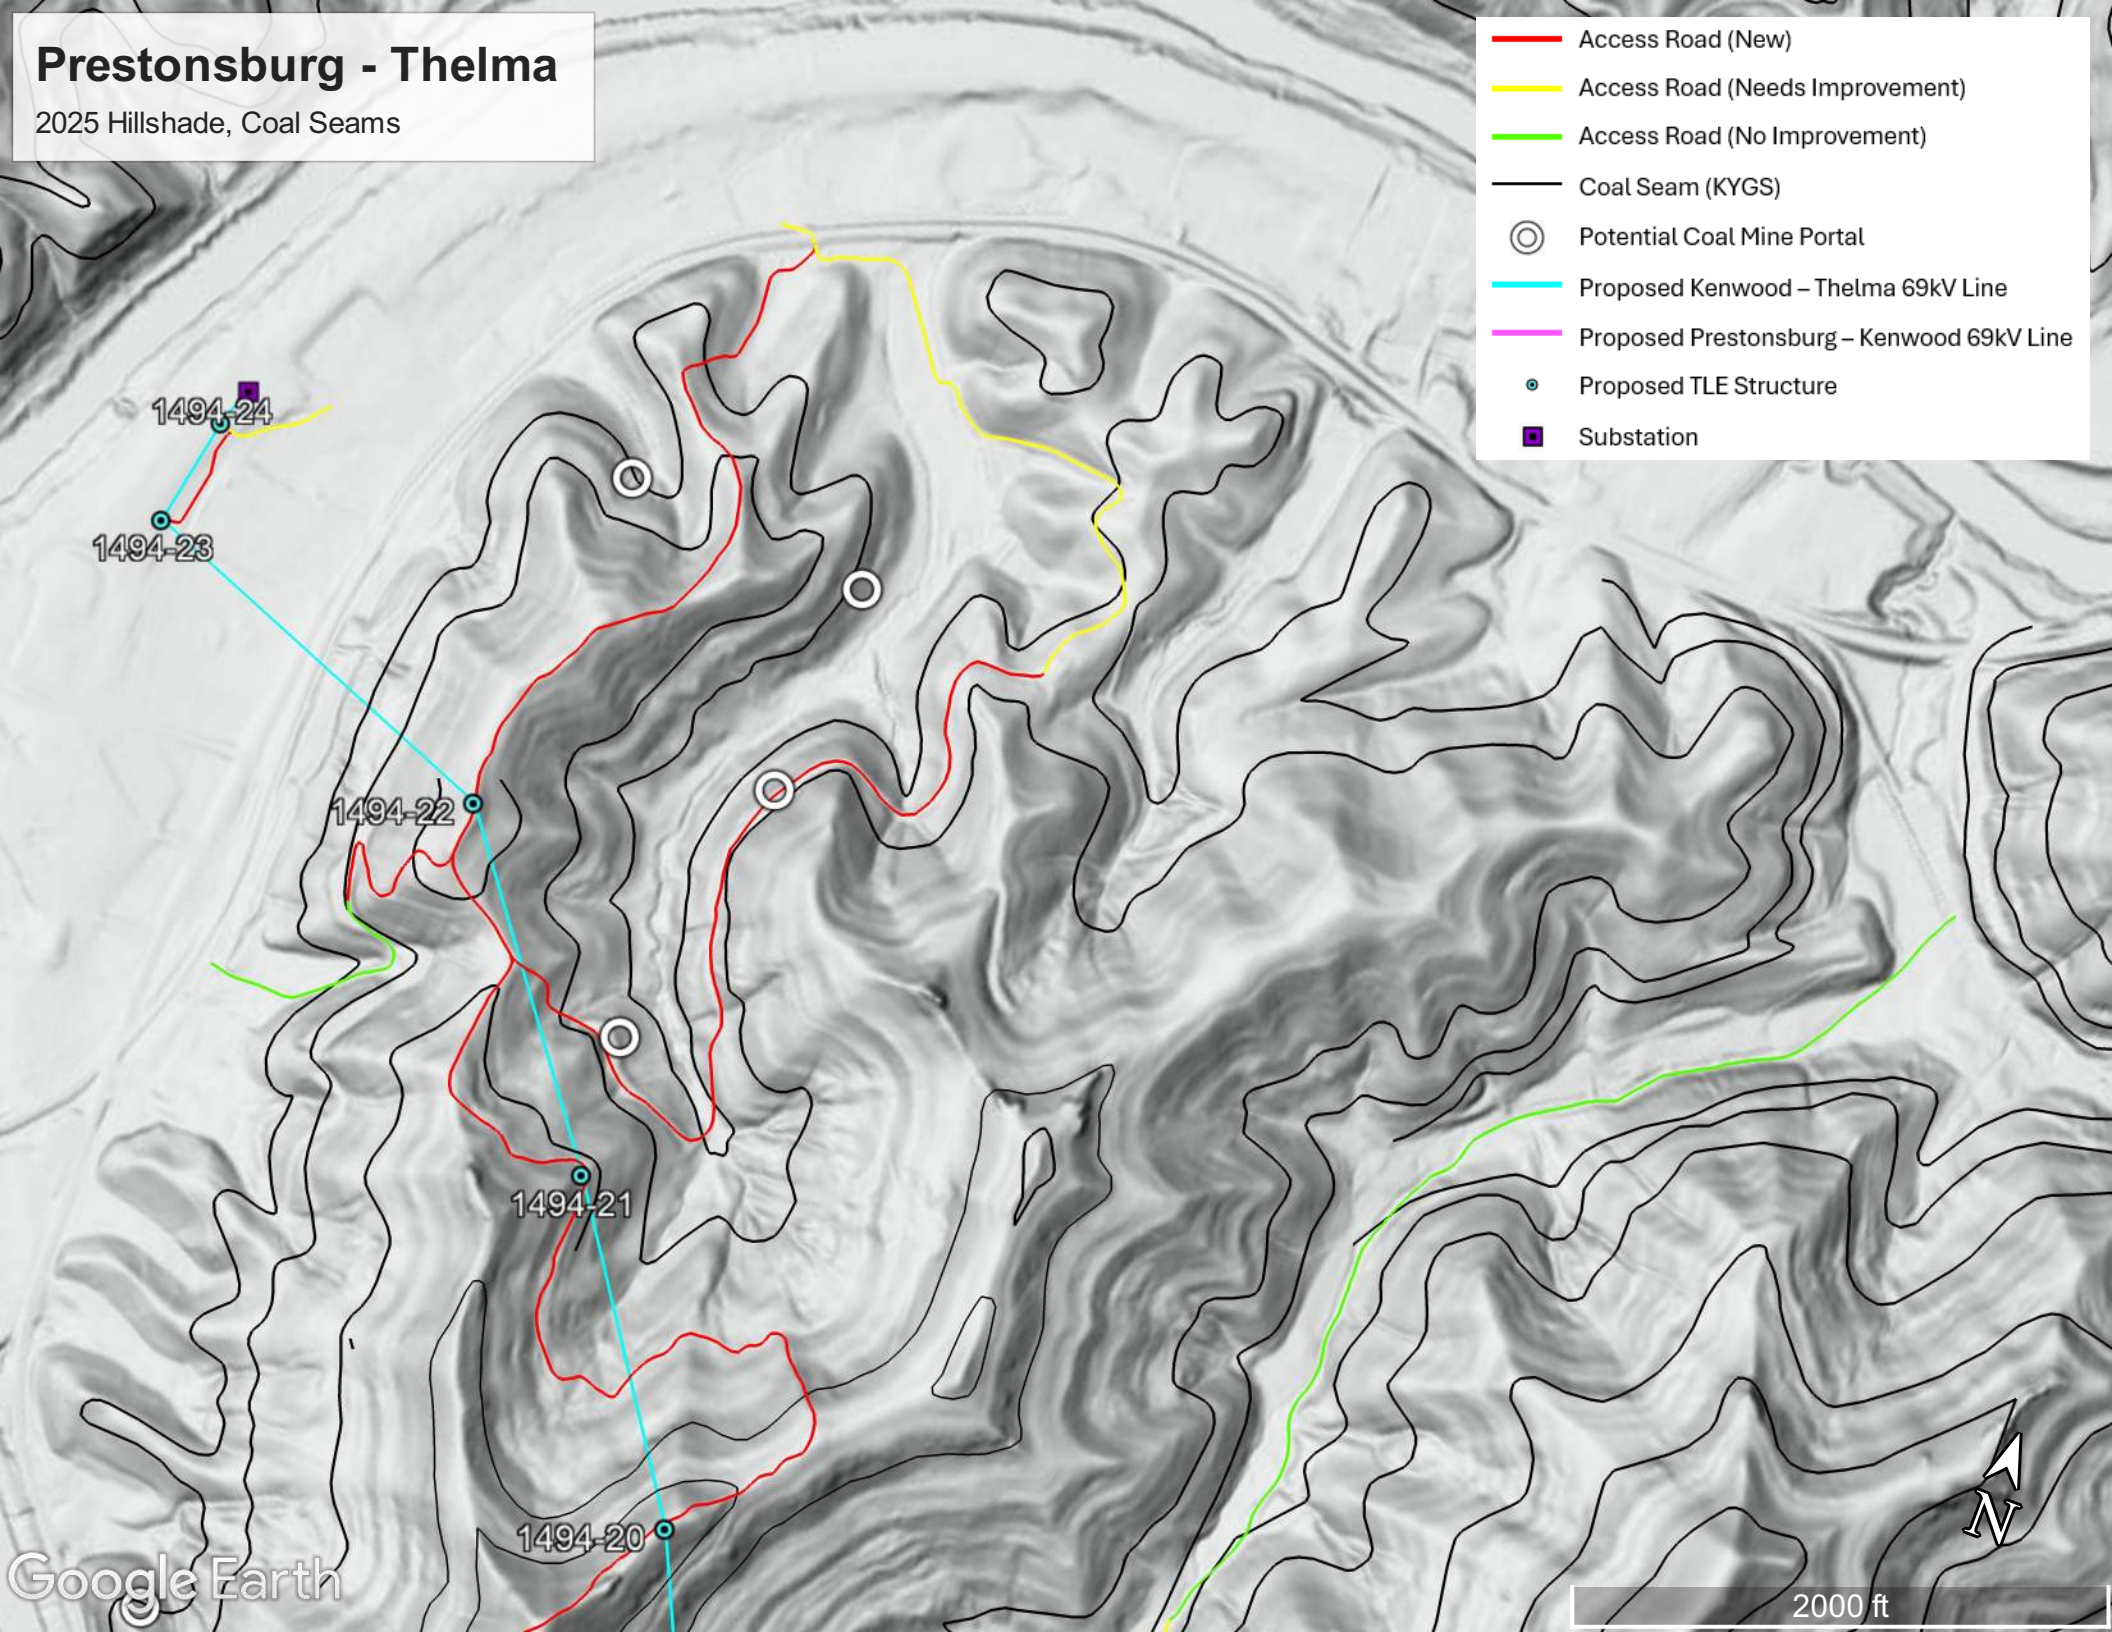 Prestonsburg - Thelma
2025 Hillshade, Coal Seams
Access Road (New)
Access Road (Needs Improvement)
Access Road (No Improvement)
Coal Seam (KYGS)
Potential Coal Mine Portal
Proposed Kenwood – Thelma 69kV Line
Proposed Prestonsburg – Kenwood 69kV Line
Proposed TLE Structure
Substation
1494-24
1494-23
1494-22
1494-21
1494-20
N
Google Earth
2000 ft